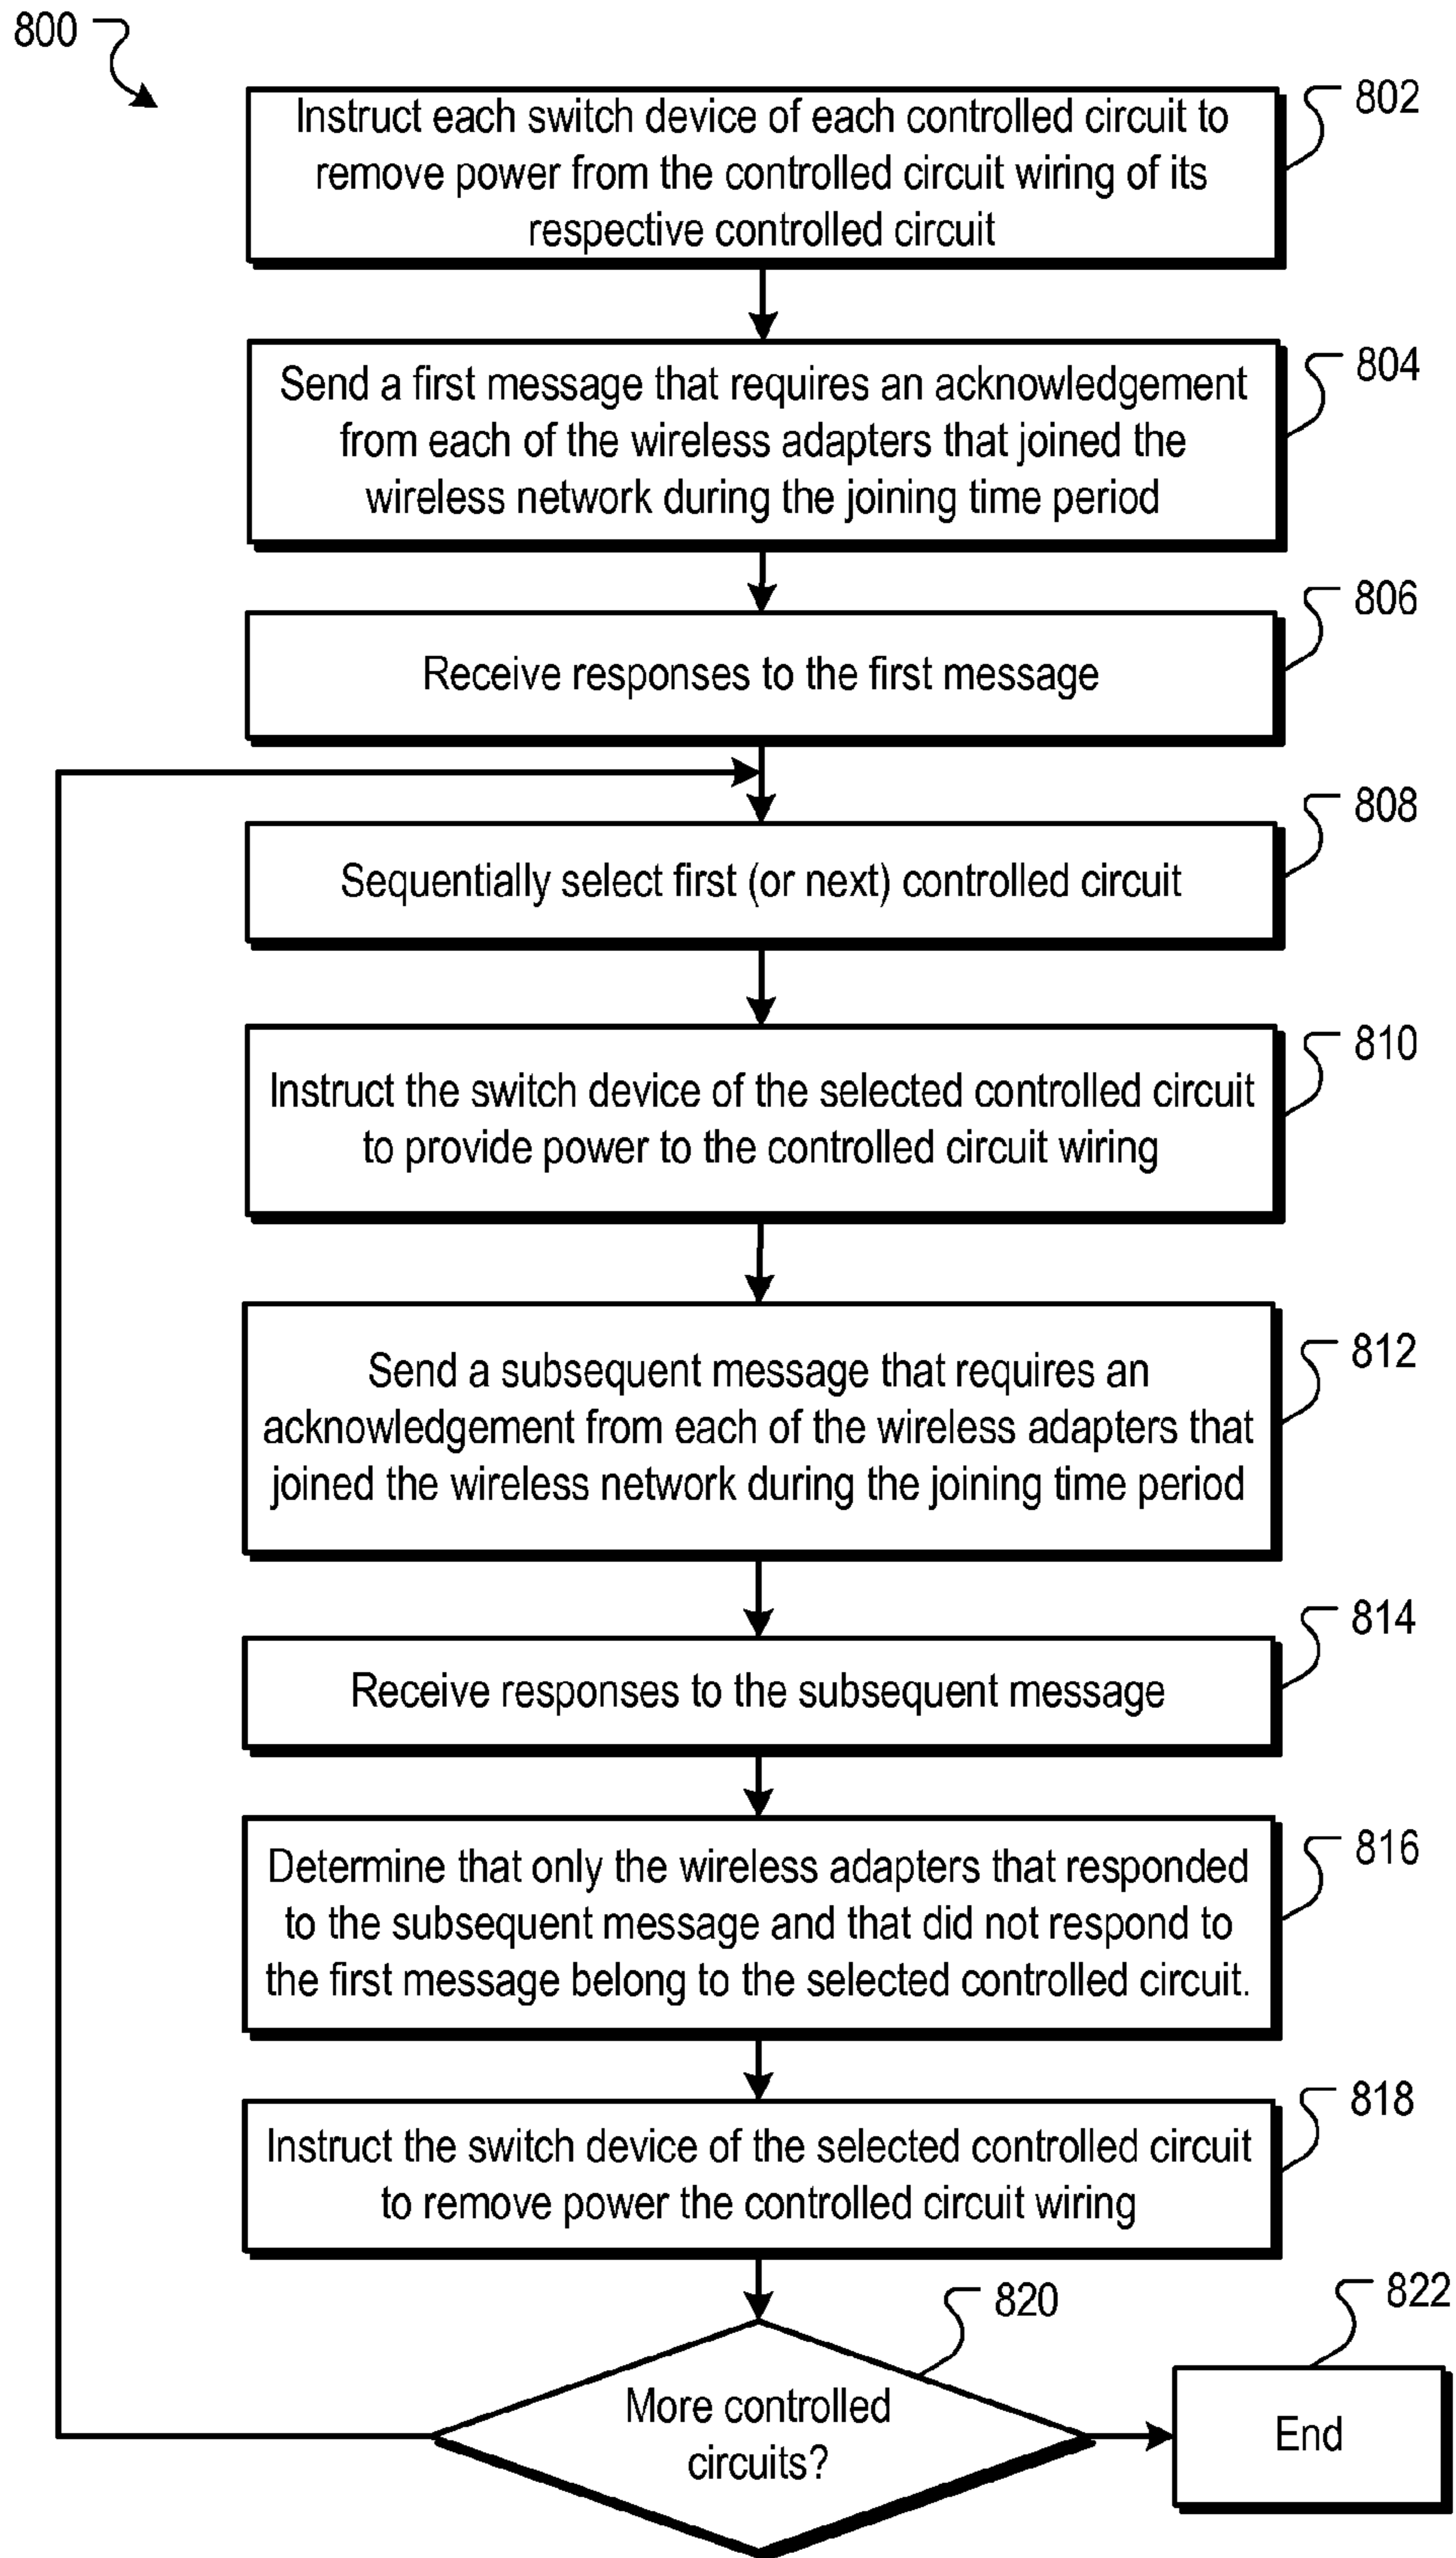 800
802
Instruct each switch device of each controlled circuit to
remove power from the controlled circuit wiring of its
respective controlled circuit
804
Send a first message that requires an acknowledgement
from each of the wireless adapters that joined the
wireless network during the joining time period
806
Receive responses to the first message
808
Sequentially select first (or next) controlled circuit
810
Instruct the switch device of the selected controlled circuit
to provide power to the controlled circuit wiring
812
Send a subsequent message that requires an
acknowledgement from each of the wireless adapters that
joined the wireless network during the joining time period
814
Receive responses to the subsequent message
816
Determine that only the wireless adapters that responded
to the subsequent message and that did not respond to
the first message belong to the selected controlled circuit.
818
Instruct the switch device of the selected controlled circuit
to remove power the controlled circuit wiring
820
More controlled
circuits?
822
End